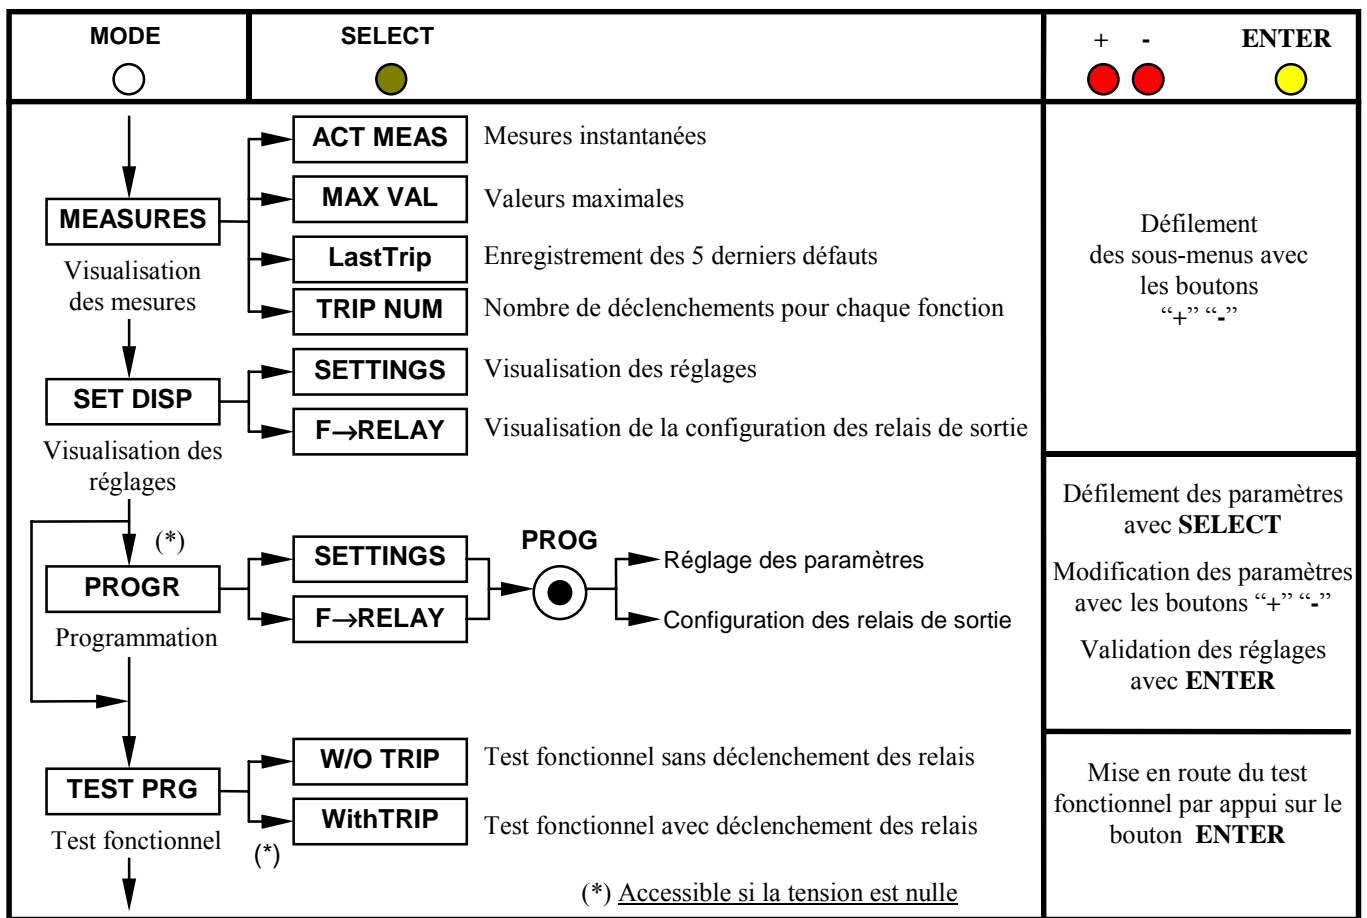 MODE
SELECT
+ -
ENTER
ACT MEAS
Mesures instantanées
MAX VAL
Valeurs maximales
MEASURES
LastTrip
Enregistrement des 5 derniers défauts
Visualisation
des mesures
TRIP NUM
Nombre de déclenchements pour chaque fonction
Défilement
des sous-menus avec
les boutons
“+” “-”
SETTINGS
Visualisation des réglages
SET DISP
F→RELAY
Visualisation de la configuration des relais de sortie
Visualisation des
réglages
(*)
SETTINGS
PROG
Réglage des paramètres
PROGR
F→RELAY
Configuration des relais de sortie
Programmation
Défilement des paramètres
avec SELECT
Modification des paramètres
avec les boutons “+” “-”
Validation des réglages
avec ENTER
W/O TRIP
Test fonctionnel sans déclenchement des relais
TEST PRG
WithTRIP
Test fonctionnel avec déclenchement des relais
Test fonctionnel
(*)
Mise en route du test
fonctionnel par appui sur le
bouton ENTER
(*) Accessible si la tension est nulle